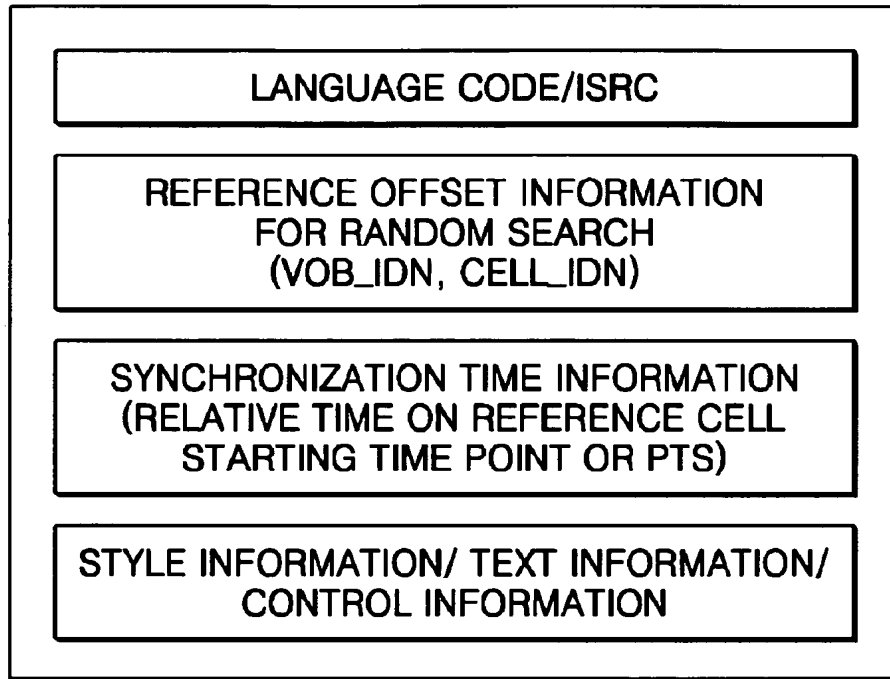 LANGUAGE CODE/ISRC
REFERENCE OFFSET INFORMATION
FOR RANDOM SEARCH
(VOB_IDN, CELL_IDN)
SYNCHRONIZATION TIME INFORMATION
(RELATIVE TIME ON REFERENCE CELL
STARTING TIME POINT OR PTS)
STYLE INFORMATION/ TEXT INFORMATION/
CONTROL INFORMATION